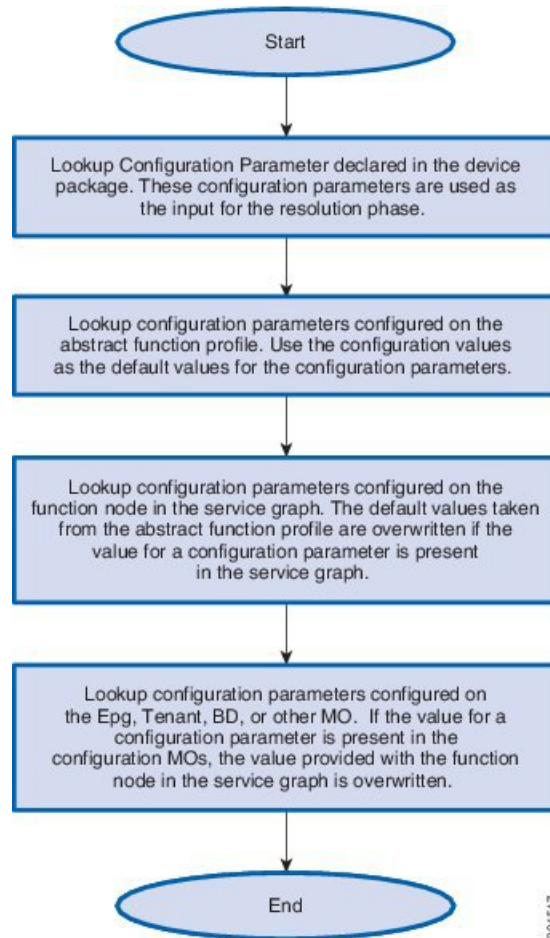 Start
Lookup Configuration Parameter declared in the device
package. These configuration parameters are used as
the input for the resolution phase.
Lookup configuration parameters configured on the
abstract function profile. Use the configuration values
as the default values for the configuration parameters.
Lookup configuration parameters configured on the
function node in the service graph. The default values taken
from the abstract function profile are overwritten if the
value for a configuration parameter is present
in the service graph.
Lookup configuration parameters configured on
the Epg, Tenant, BD, or other MO. If the value for a
configuration parameter is present in the
configuration MOs, the value provided with the function
node in the service graph is overwritten.
End